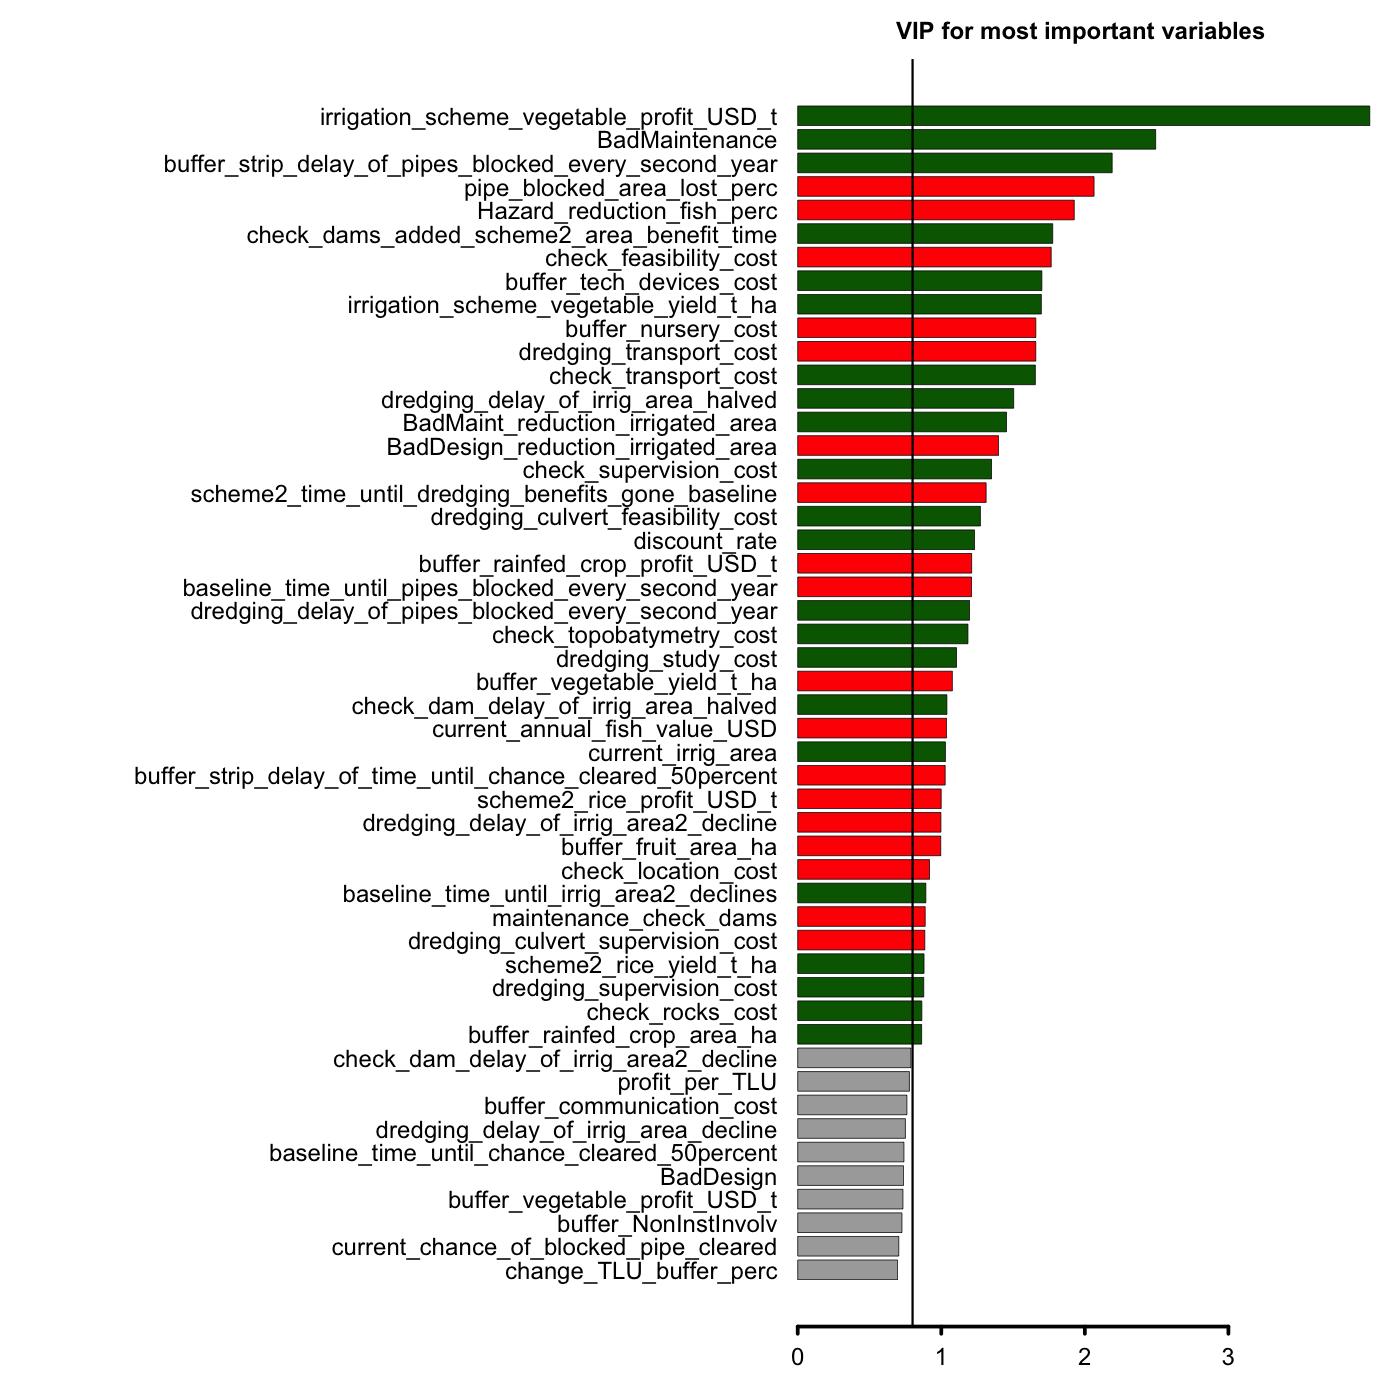 VIP for most important variables
irrigation_scheme_vegetable_profit_USD_t
BadMaintenance
buffer_strip_delay_of_pipes_blocked_every_second_year
pipe_blocked_area_lost_perc
Hazard_reduction_fish_perc
check_dams_added_scheme2_area_benefit_time
check_feasibility_cost
buffer_tech_devices_cost
irrigation_scheme_vegetable_yield_t_ha
buffer_nursery_cost
dredging_transport_cost
check_transport_cost
dredging_delay_of_irrig_area_halved
BadMaint_reduction_irrigated_area
BadDesign_reduction_irrigated_area
check_supervision_cost
scheme2_time_until_dredging_benefits_gone_baseline
dredging_culvert_feasibility_cost
discount_rate
buffer_rainfed_crop_profit_USD_t
baseline_time_until_pipes_blocked_every_second_year
dredging_delay_of_pipes_blocked_every_second_year
check_topobatymetry_cost
dredging_study_cost
buffer_vegetable_yield_t_ha
check_dam_delay_of_irrig_area_halved
current_annual_fish_value_USD
current_irrig_area
buffer_strip_delay_of_time_until_chance_cleared_50percent
scheme2_rice_profit_USD_t
dredging_delay_of_irrig_area2_decline
buffer_fruit_area_ha
check_location_cost
baseline_time_until_irrig_area2_declines
maintenance_check_dams
dredging_culvert_supervision_cost
scheme2_rice_yield_t_ha
dredging_supervision_cost
check_rocks_cost
buffer_rainfed_crop_area_ha
check_dam_delay_of_irrig_area2_decline
profit_per_TLU
buffer_communication_cost
dredging_delay_of_irrig_area_decline
baseline_time_until_chance_cleared_50percent
BadDesign
buffer_vegetable_profit_USD_t
buffer_NonInstInvolv
current_chance_of_blocked_pipe_cleared
change_TLU_buffer_perc
0 1 2 3